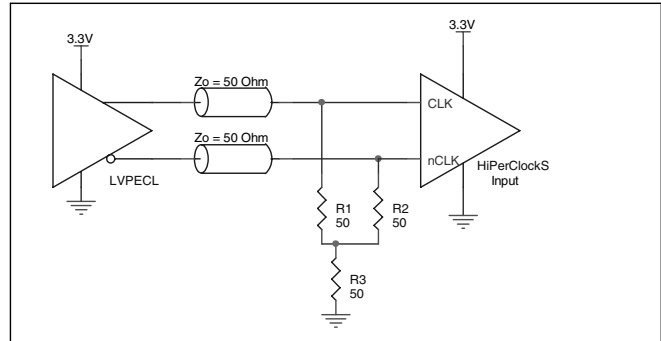 3.3V
3.3V
Zo = 50 Ohm
CLK
Zo = 50 Ohm
nCLK
LVPECL
HiPerClockS
Input
R1
50
R2
50
R3
50